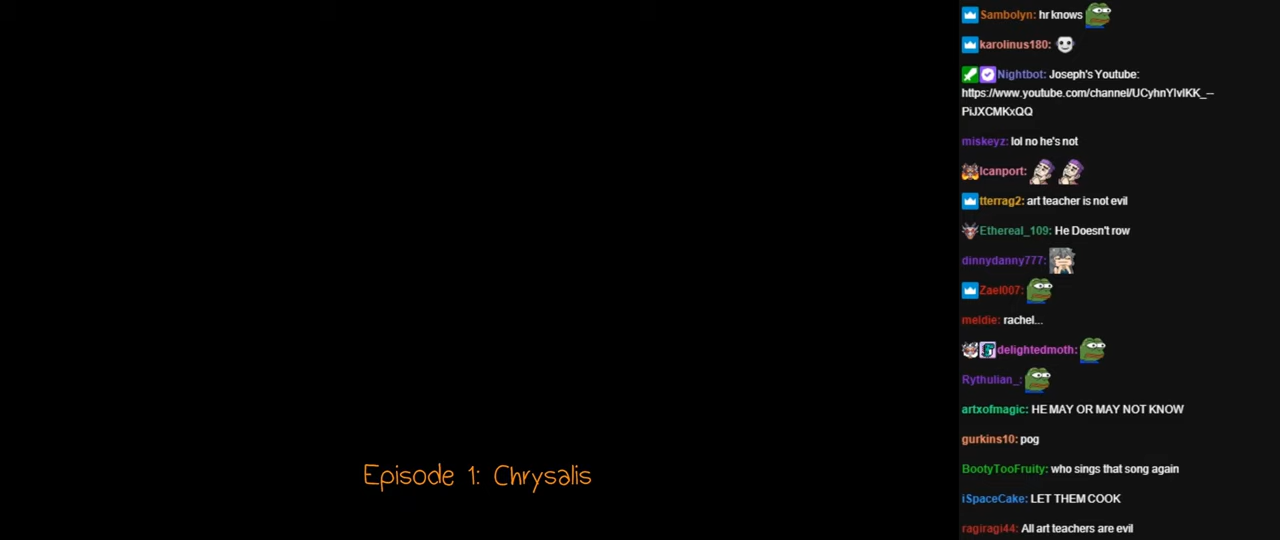 Episode 1: Chrysalis
Sambolyn: hr knows
karolinus180:
Nightbot: Joseph's Youtube:
https://www.youtube.com/channel/UCyhnYlvIKK_--
PiJXCMKxQQ
miskeyz: lol no he's not
Icanport:
tterrag2: art teacher is not evil
Ethereal_109: He Doesn't row
dinnydanny777:
Zael007:
meldie: rachel...
delightedmoth:
Rythulian_:
artxofmagic: HE MAY OR MAY NOT KNOW
gurkins10: pog
BootyTooFruity: who sings that song again
iSpaceCake: LET THEM COOK
ragiragi44: All art teachers are evil